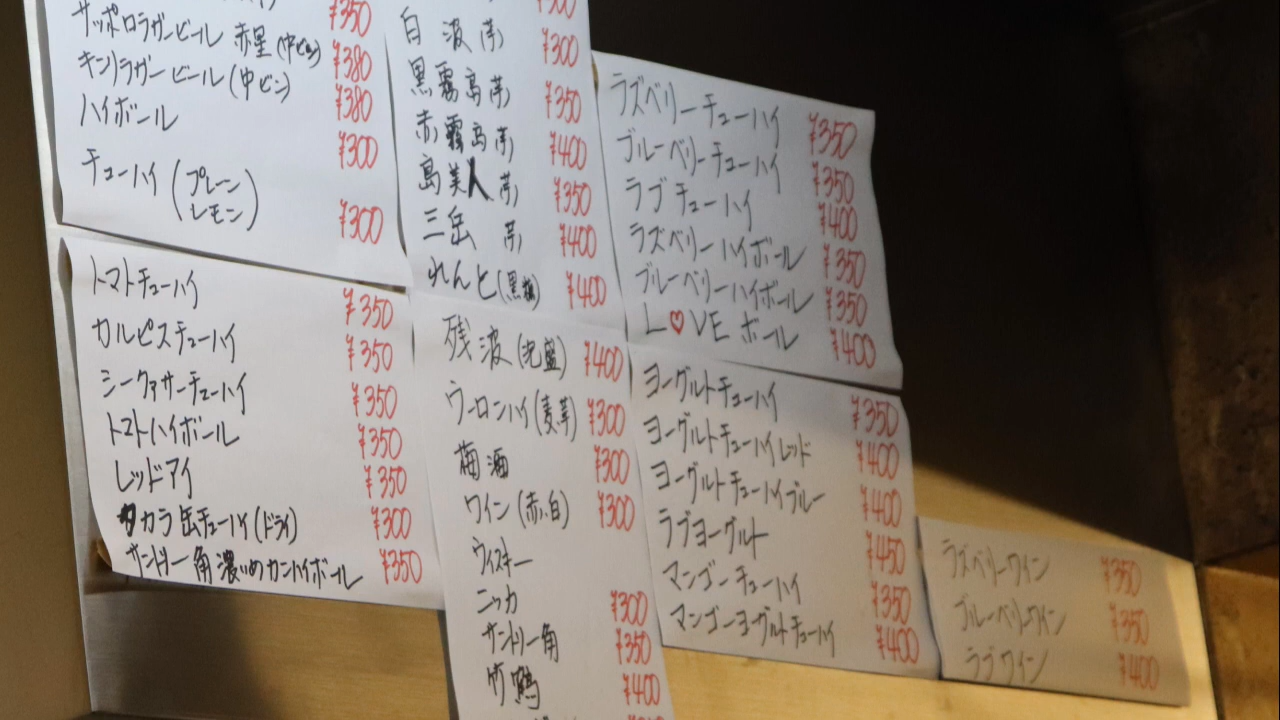 ¥350
サッポロラガービール 赤星(中ビン) ¥380
キリンラガービール(中ビン) ¥380
ハイボール ¥300
チューハイ(プレーン
レモン) ¥300
トマトチューハイ ¥350
カルピスチューハイ ¥350
シークァサーチューハイ ¥350
トマトハイボール ¥350
レッドアイ ¥350
タカラ缶チューハイ(ドライ) ¥300
サントリー角濃いめカンハイボール ¥350
¥300
白波(芋) ¥300
黒霧島(芋) ¥350
赤霧島(芋) ¥400
島美人(芋) ¥350
三岳(芋) ¥400
れんと(黒糖) ¥400
残波(泡盛) ¥400
ウーロンハイ(麦,芋) ¥300
梅酒 ¥300
ワイン(赤,白) ¥300
ウィスキー
ニッカ ¥300
サントリー角 ¥350
竹鶴 ¥400
ラズベリーチューハイ ¥350
ブルーベリーチューハイ ¥350
ラブチューハイ ¥400
ラズベリーハイボール ¥350
ブルーベリーハイボール ¥350
L♡VEボール ¥400
ヨーグルトチューハイ ¥350
ヨーグルトチューハイレッド ¥400
ヨーグルトチューハイブルー ¥400
ラブヨーグルト ¥450
マンゴーチューハイ ¥350
マンゴーヨーグルトチューハイ ¥400
ラズベリーワイン ¥350
ブルーベリーワイン ¥350
ラブワイン ¥400